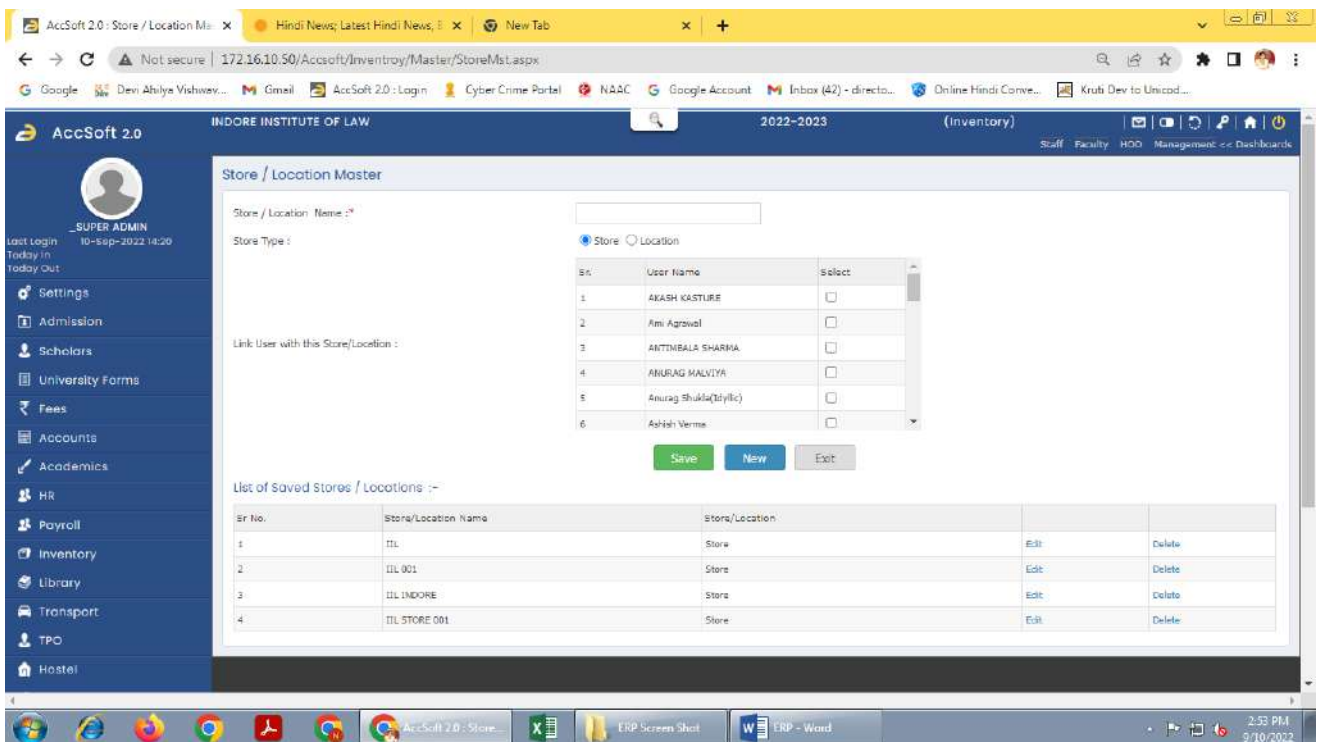 AccSoft 2.0 : Store / Location Ma
Hindi News; Latest Hindi News,
New Tab
Not secure | 172.16.10.50/Accsoft/Inventroy/Master/StoreMst.aspx
Google Devi Ahilya Vishwav... Gmail AccSoft 2.0 : Login Cyber Crime Portal NAAC Google Account Inbox (42) - directo... Online Hindi Conve... Kruti Dev to Unicod...
AccSoft 2.0
INDORE INSTITUTE OF LAW 2022-2023 (Inventory)
Staff Faculty HOD Management << Dashboards
_SUPER ADMIN
Last Login 10-Sep-2022 14:20
Today In
Today Out
Settings
Admission
Scholars
University Forms
Fees
Accounts
Academics
HR
Payroll
Inventory
Library
Transport
TPO
Hostel
Store / Location Master
Store / Location Name :*
Store Type : Store Location
Link User with this Store/Location :
Sr. User Name Select
1 AKASH KASTURE
2 Ami Agrawal
3 ANTIMBALA SHARMA
4 ANURAG MALVIYA
5 Anurag Shukla(Idyllic)
6 Ashish Verma
Save New Exit
List of Saved Stores / Locations :-
Sr No. Store/Location Name Store/Location
1 IIL Store Edit Delete
2 IIL 001 Store Edit Delete
3 IIL INDORE Store Edit Delete
4 IIL STORE 001 Store Edit Delete
AccSoft 2.0 : Store... ERP Screen Shot ERP - Word
2:53 PM
9/10/2022